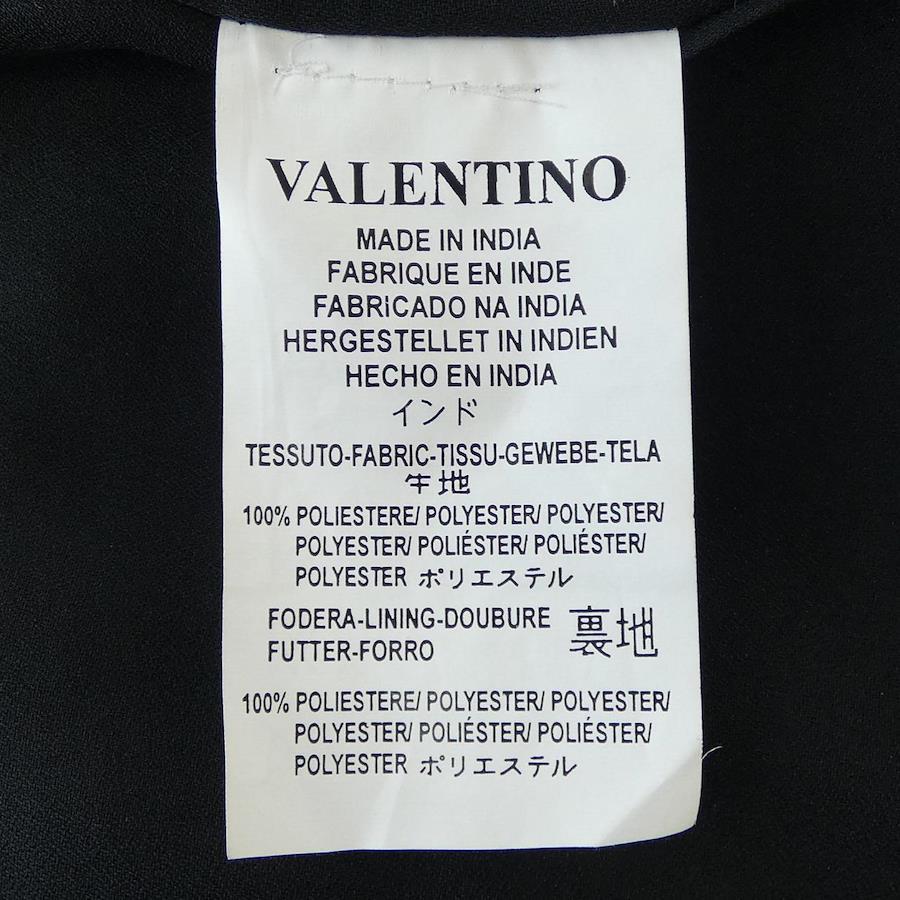 VALENTINO
MADE IN INDIA
FABRIQUE EN INDE
FABRICADO NA INDIA
HERGESTELLET IN INDIEN
HECHO EN INDIA
インド
TESSUTO-FABRIC-TISSU-GEWEBE-TELA
生地
100% POLIESTERE/ POLYESTER/ POLYESTER/
POLYESTER/ POLIÉSTER/ POLIÉSTER/
POLYESTER ポリエステル
FODERA-LINING-DOUBURE
FUTTER-FORRO 裏地
100% POLIESTERE/ POLYESTER/ POLYESTER/
POLYESTER/ POLIÉSTER/ POLIÉSTER/
POLYESTER ポリエステル